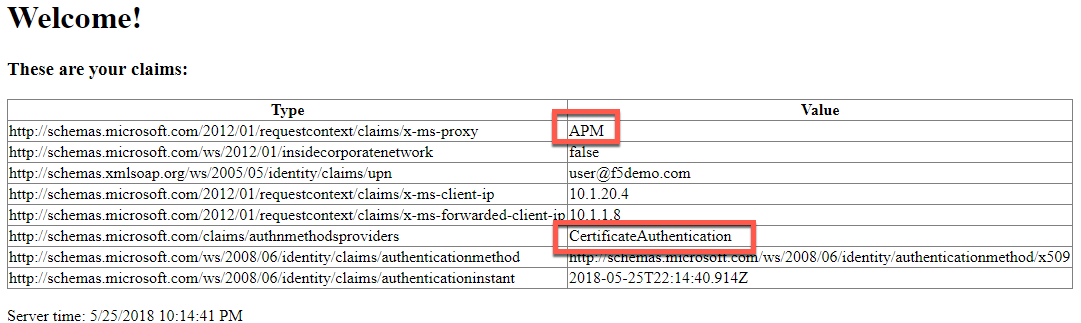 Welcome!
These are your claims:
Type Value
http://schemas.microsoft.com/2012/01/requestcontext/claims/x-ms-proxy APM
http://schemas.microsoft.com/ws/2012/01/insidecorporatenetwork false
http://schemas.xmlsoap.org/ws/2005/05/identity/claims/upn user@f5demo.com
http://schemas.microsoft.com/2012/01/requestcontext/claims/x-ms-client-ip 10.1.20.4
http://schemas.microsoft.com/2012/01/requestcontext/claims/x-ms-forwarded-client-ip 10.1.1.8
http://schemas.microsoft.com/claims/authnmethodsproviders CertificateAuthentication
http://schemas.microsoft.com/ws/2008/06/identity/claims/authenticationmethod http://schemas.microsoft.com/ws/2008/06/identity/authenticationmethod/x509
http://schemas.microsoft.com/ws/2008/06/identity/claims/authenticationinstant 2018-05-25T22:14:40.914Z
Server time: 5/25/2018 10:14:41 PM